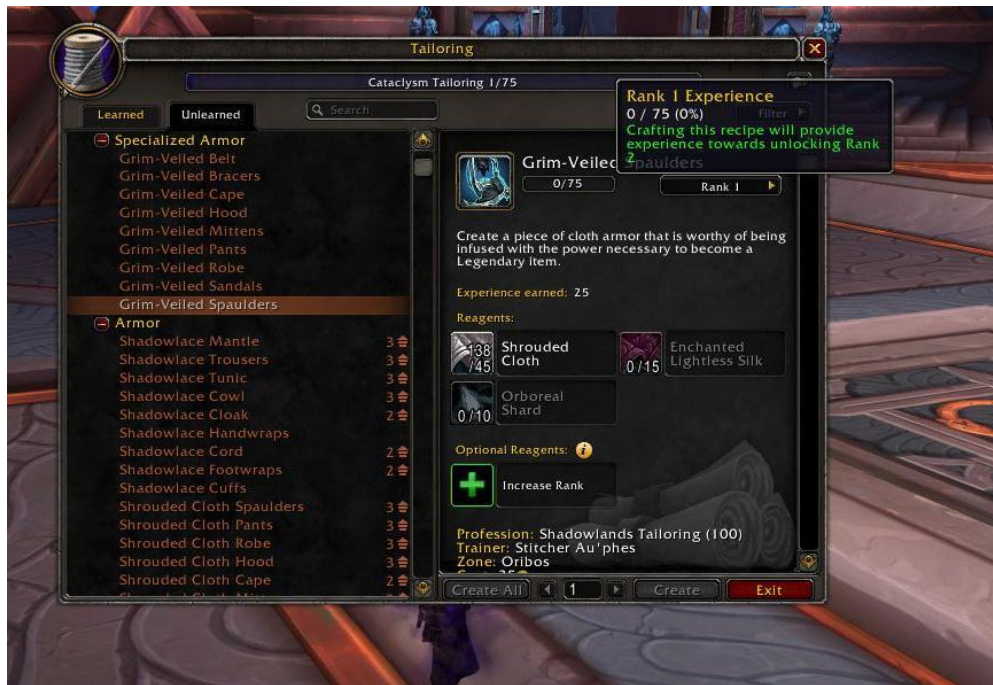 Tailoring
Cataclysm Tailoring 1/75
Learned
Unlearned
Search
Filter
Rank 1 Experience
0 / 75 (0%)
Crafting this recipe will provide
experience towards unlocking Rank
2
Specialized Armor
Grim-Veiled Belt
Grim-Veiled Bracers
Grim-Veiled Cape
Grim-Veiled Hood
Grim-Veiled Mittens
Grim-Veiled Pants
Grim-Veiled Robe
Grim-Veiled Sandals
Grim-Veiled Spaulders
Armor
Shadowlace Mantle 3
Shadowlace Trousers 3
Shadowlace Tunic 3
Shadowlace Cowl 3
Shadowlace Cloak 2
Shadowlace Handwraps
Shadowlace Cord 2
Shadowlace Footwraps 2
Shadowlace Cuffs
Shrouded Cloth Spaulders 3
Shrouded Cloth Pants 3
Shrouded Cloth Robe 3
Shrouded Cloth Hood 3
Shrouded Cloth Cape 2
Grim-Veiled Spaulders
0/75
Rank 1
Create a piece of cloth armor that is worthy of being
infused with the power necessary to become a
Legendary item.
Experience earned: 25
Reagents:
138
/45
Shrouded
Cloth
0/15
Enchanted
Lightless Silk
0/10
Orboreal
Shard
Optional Reagents:
Increase Rank
Profession: Shadowlands Tailoring (100)
Trainer: Stitcher Au'phes
Zone: Oribos
Create All
1
Create
Exit